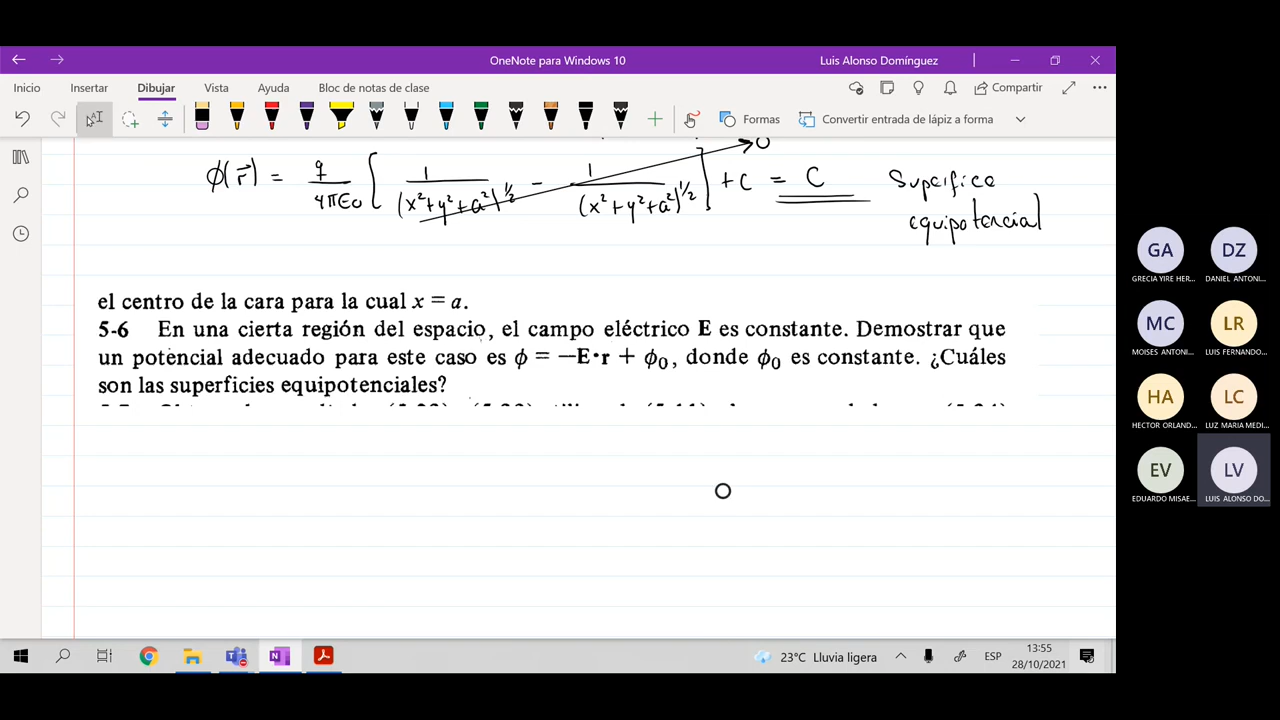 OneNote para Windows 10
Luis Alonso Domínguez
Inicio Insertar Dibujar Vista Ayuda Bloc de notas de clase Compartir
Formas Convertir entrada de lápiz a forma
ϕ(r⃗) = q/4πε0 [ 1/(x²+y²+a²)^1/2 − 1/(x²+y²+a²)^1/2 ] + C = C Superfice
0
equipotencial
el centro de la cara para la cual x = a.
5-6 En una cierta región del espacio, el campo eléctrico E es constante. Demostrar que
un potencial adecuado para este caso es ϕ = −E•r + ϕ0, donde ϕ0 es constante. ¿Cuáles
son las superficies equipotenciales?
GA
GRECIA YIRE HER...
DZ
DANIEL ANTONI...
MC
MOISES ANTONI...
LR
LUIS FERNANDO...
HA
HECTOR ORLAND...
LC
LUZ MARIA MEDI...
EV
EDUARDO MISAE...
LV
LUIS ALONSO DO...
23°C Lluvia ligera
ESP
13:55
28/10/2021